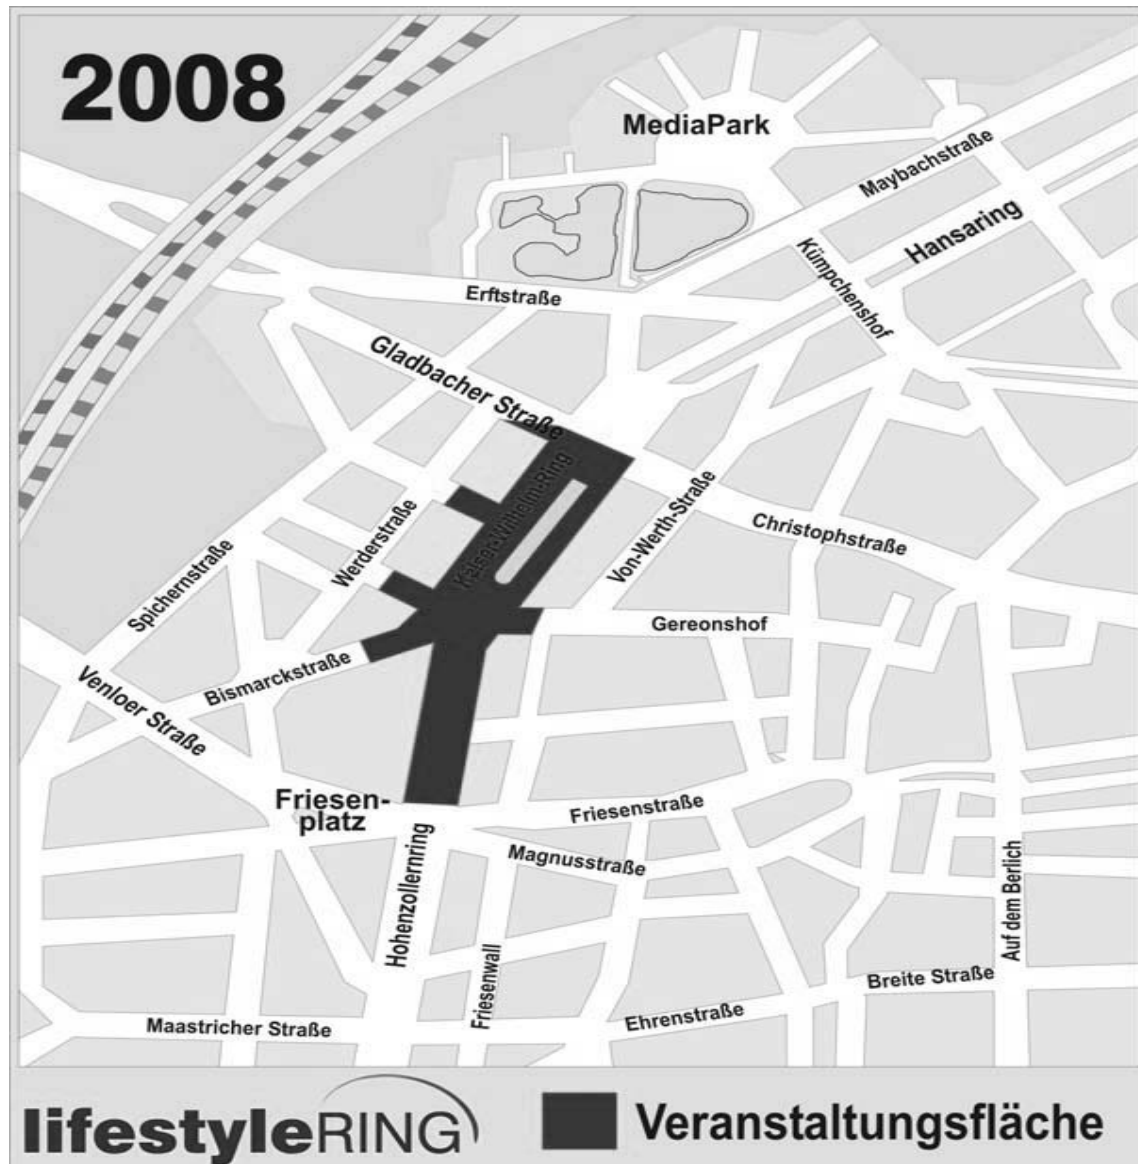 2008
MediaPark
Maybachstraße
Hansaring
Kümpchenshof
Erftstraße
Gladbacher Straße
Kaiser-Wilhelm-Ring
Werderstraße
Von-Werth-Straße
Christophstraße
Spichernstraße
Gereonshof
Bismarckstraße
Venloer Straße
Friesen-
platz
Friesenstraße
Magnusstraße
Hohenzollernring
Friesenwall
Auf dem Berlich
Breite Straße
Ehrenstraße
Maastricher Straße
lifestyleRING
Veranstaltungsfläche